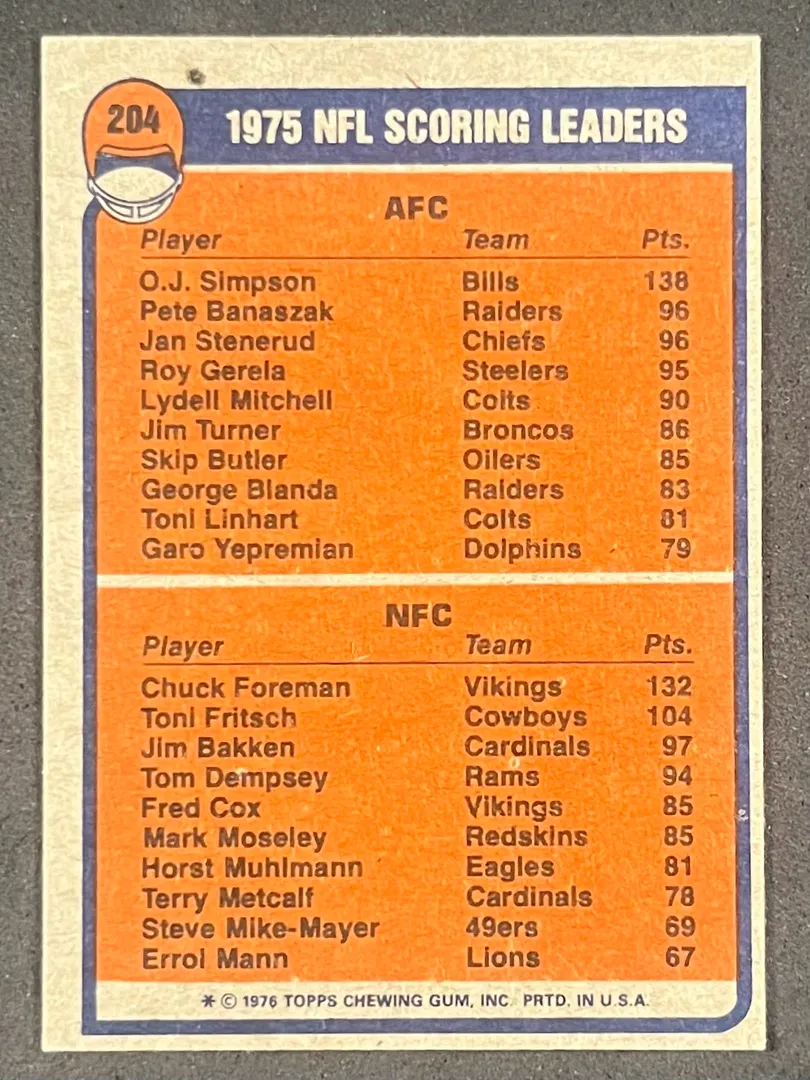 204
1975 NFL SCORING LEADERS
AFC
Player Team Pts.
O.J. Simpson Bills 138
Pete Banaszak Raiders 96
Jan Stenerud Chiefs 96
Roy Gerela Steelers 95
Lydell Mitchell Colts 90
Jim Turner Broncos 86
Skip Butler Oilers 85
George Blanda Raiders 83
Toni Linhart Colts 81
Garo Yepremian Dolphins 79
NFC
Player Team Pts.
Chuck Foreman Vikings 132
Toni Fritsch Cowboys 104
Jim Bakken Cardinals 97
Tom Dempsey Rams 94
Fred Cox Vikings 85
Mark Moseley Redskins 85
Horst Muhlmann Eagles 81
Terry Metcalf Cardinals 78
Steve Mike-Mayer 49ers 69
Errol Mann Lions 67
* © 1976 TOPPS CHEWING GUM, INC. PRTD. IN U.S.A.